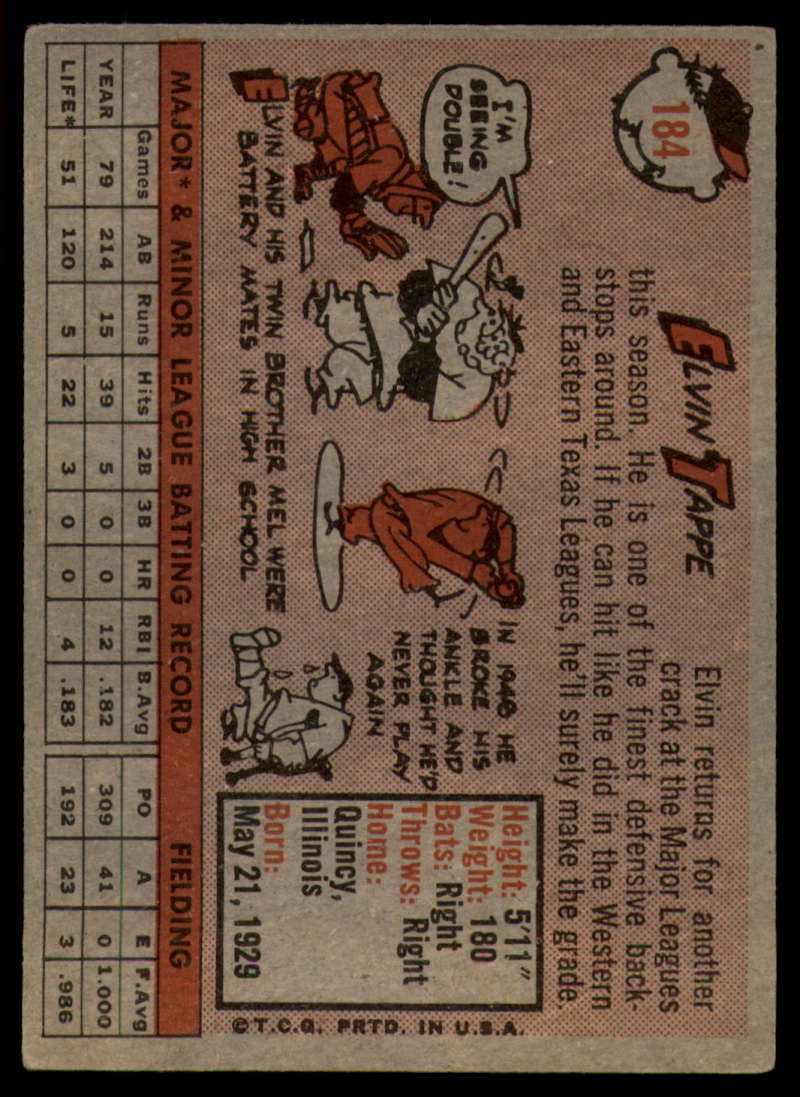 184
ELVIN TAPPE
Elvin returns for another
crack at the Major Leagues
this season. He is one of the finest defensive back-
stops around. If he can hit like he did in the Western
and Eastern Texas Leagues, he'll surely make the grade.
I'M
SEEING
DOUBLE!
ELVIN AND HIS TWIN BROTHER MEL WERE
BATTERY MATES IN HIGH SCHOOL
IN 1946 HE
BROKE HIS
ANKLE AND
THOUGHT HE'D
NEVER PLAY
AGAIN
Height: 5'11"
Weight: 180
Bats: Right
Throws: Right
Home:
Quincy,
Illinois
Born:
May 21, 1929
© T.C.G. PRTD. IN U.S.A.
MAJOR* & MINOR LEAGUE BATTING RECORD FIELDING
Games AB Runs Hits 2B 3B HR RBI B.Avg PO A E F.Avg
YEAR 79 214 15 39 5 0 0 12 .182 309 41 0 1.000
LIFE* 51 120 5 22 3 0 0 4 .183 192 23 3 .986